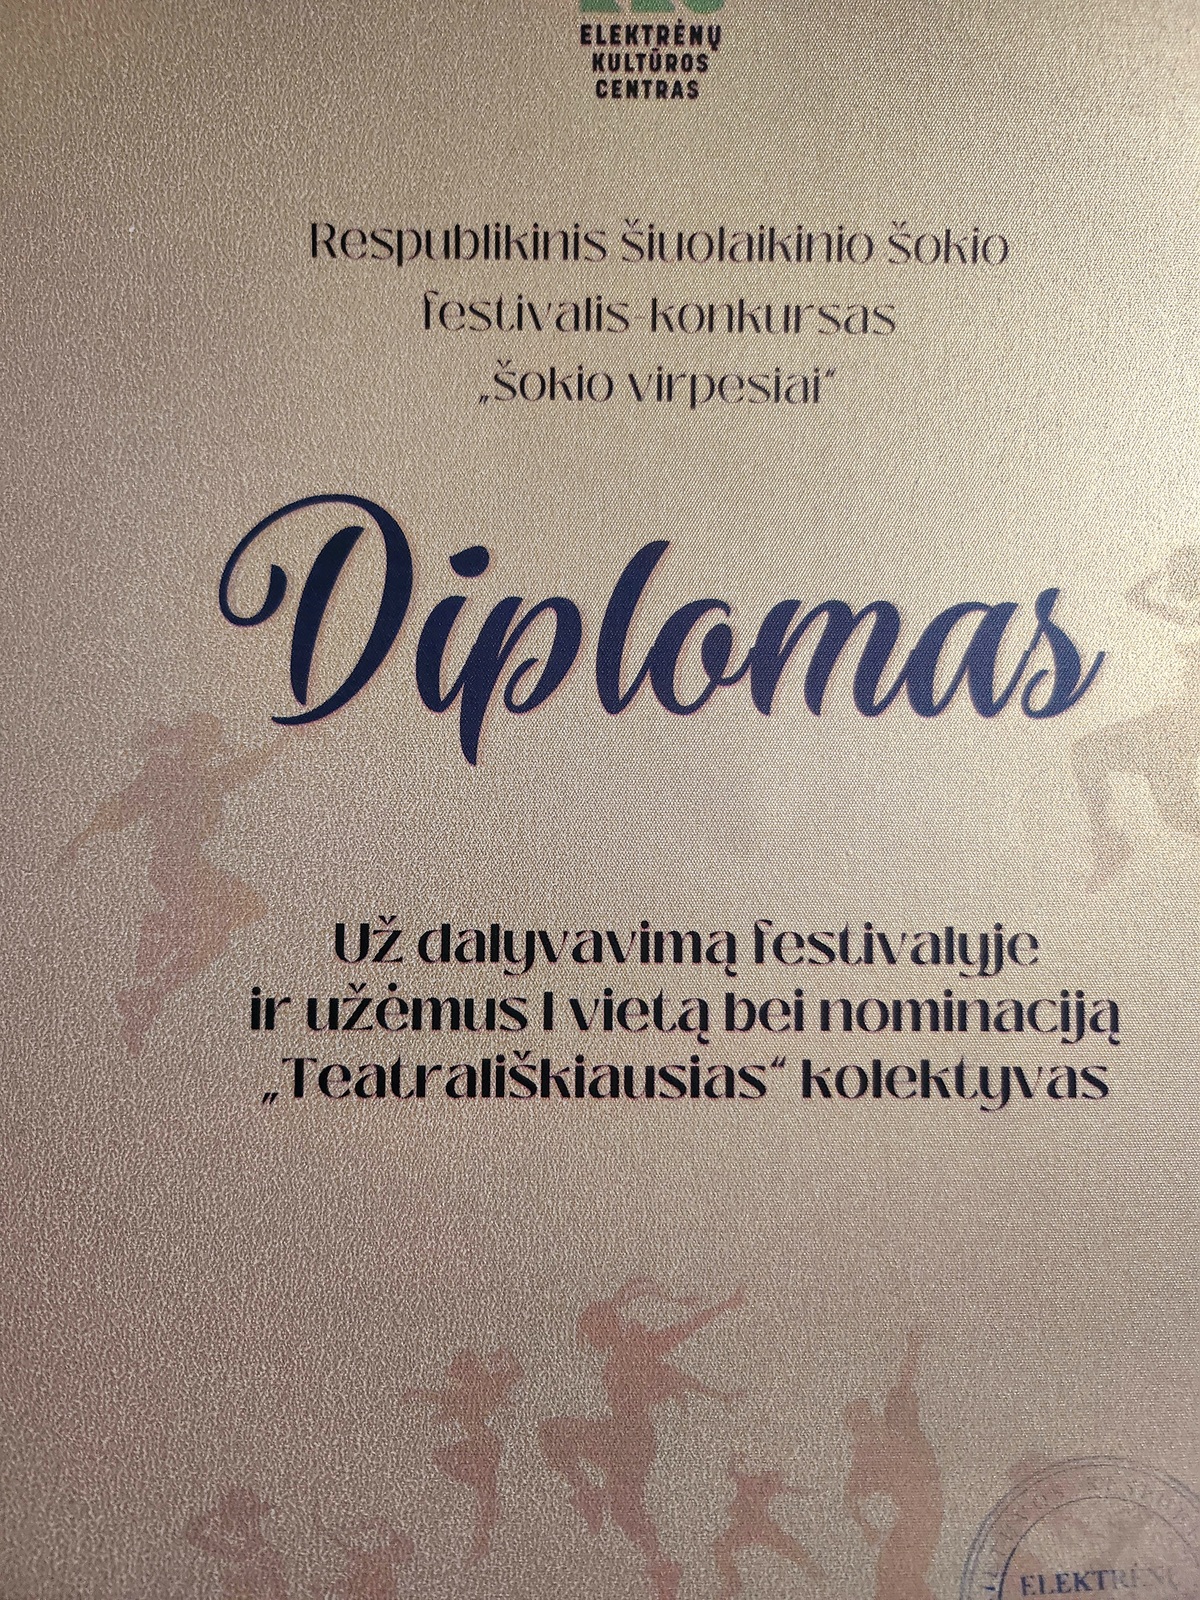 ELEKTRĖNŲ
KULTŪROS
CENTRAS
Respublikinis šiuolaikinio šokio
festivalis-konkursas
„šokio virpesiai“
Diplomas
Už dalyvavimą festivalyje
ir užėmus I vietą bei nominaciją
„Teatrališkiausias“ kolektyvas
ELEKTRĖNŲ